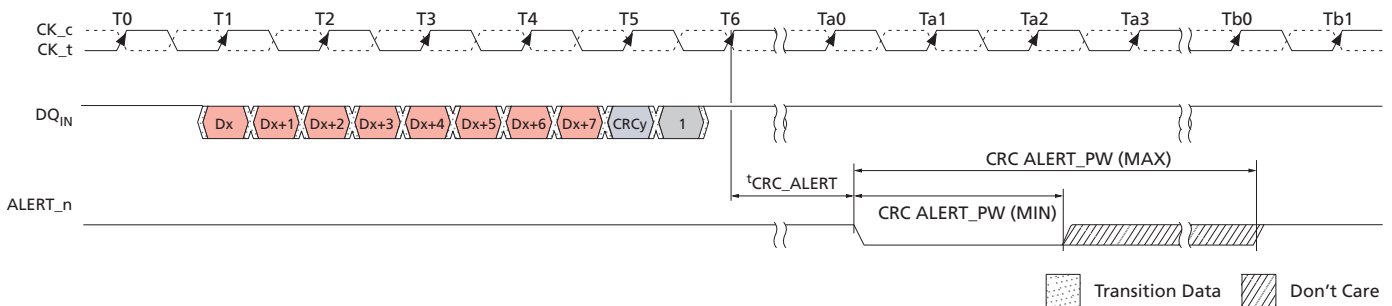 T0 T1 T2 T3 T4 T5 T6 Ta0 Ta1 Ta2 Ta3 Tb0 Tb1
CK_c
CK_t
DQIN Dx Dx+1 Dx+2 Dx+3 Dx+4 Dx+5 Dx+6 Dx+7 CRCy 1
CRC ALERT_PW (MAX)
tCRC_ALERT
ALERT_n CRC ALERT_PW (MIN)
Transition Data Don't Care